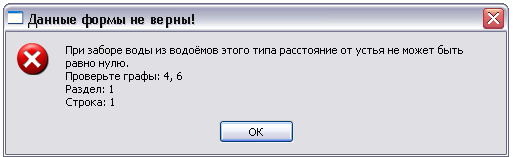 Данные формы не верны!
При заборе воды из водоёмов этого типа расстояние от устья не может быть
равно нулю.
Проверьте графы: 4, 6
Раздел: 1
Строка: 1
OK